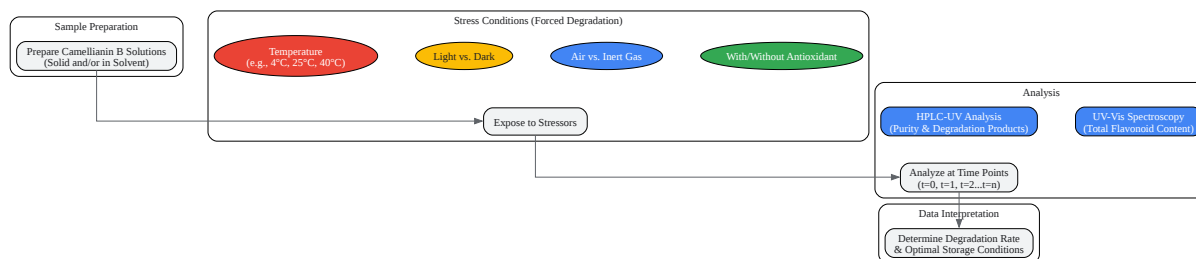 Sample Preparation
Prepare Camellianin B Solutions
(Solid and/or in Solvent)
Stress Conditions (Forced Degradation)
Temperature
(e.g., 4°C, 25°C, 40°C)
Light vs. Dark
Air vs. Inert Gas
With/Without Antioxidant
Expose to Stressors
Analysis
HPLC-UV Analysis
(Purity & Degradation Products)
UV-Vis Spectroscopy
(Total Flavonoid Content)
Analyze at Time Points
(t=0, t=1, t=2...t=n)
Data Interpretation
Determine Degradation Rate
& Optimal Storage Conditions